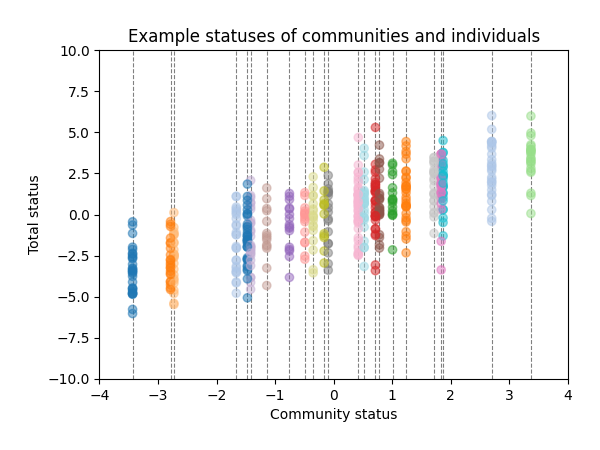 Example statuses of communities and individuals
10.0
7.5
5.0
2.5
0.0
−2.5
−5.0
−7.5
−10.0
Total status
−4 −3 −2 −1 0 1 2 3 4
Community status